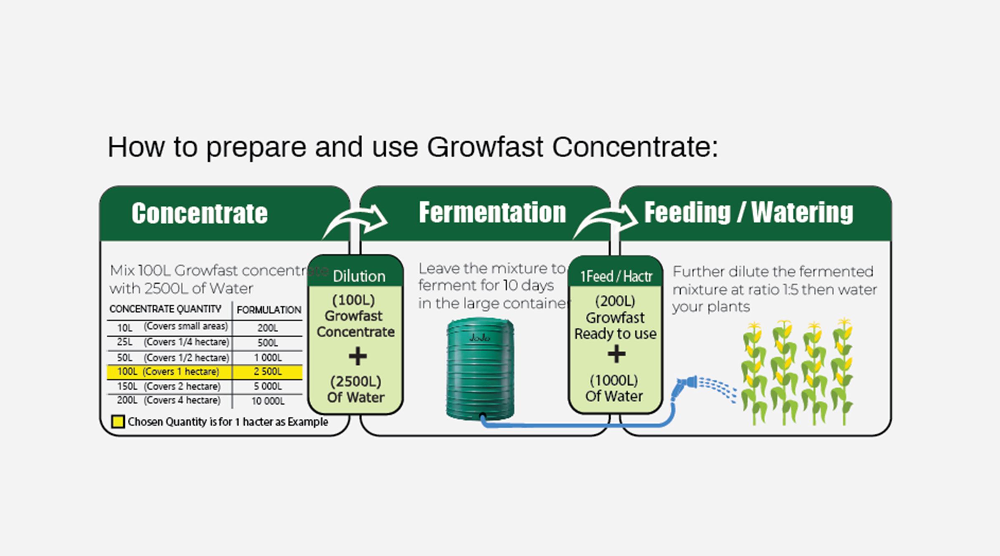 How to prepare and use Growfast Concentrate:
Concentrate
Mix 100L Growfast concentrate
with 2500L of Water
CONCENTRATE QUANTITY FORMULATION
10L (Covers small areas) 200L
25L (Covers 1/4 hectare) 500L
50L (Covers 1/2 hectare) 1 000L
100L (Covers 1 hectare) 2 500L
150L (Covers 2 hectare) 5 000L
200L (Covers 4 hectare) 10 000L
Chosen Quantity is for 1 hacter as Example
Dilution
(100L)
Growfast
Concentrate
+
(2500L)
Of Water
Fermentation
Leave the mixture to
ferment for 10 days
in the large container
JoJo
1Feed / Hactr
(200L)
Growfast
Ready to use
+
(1000L)
Of Water
Feeding / Watering
Further dilute the fermented
mixture at ratio 1:5 then water
your plants